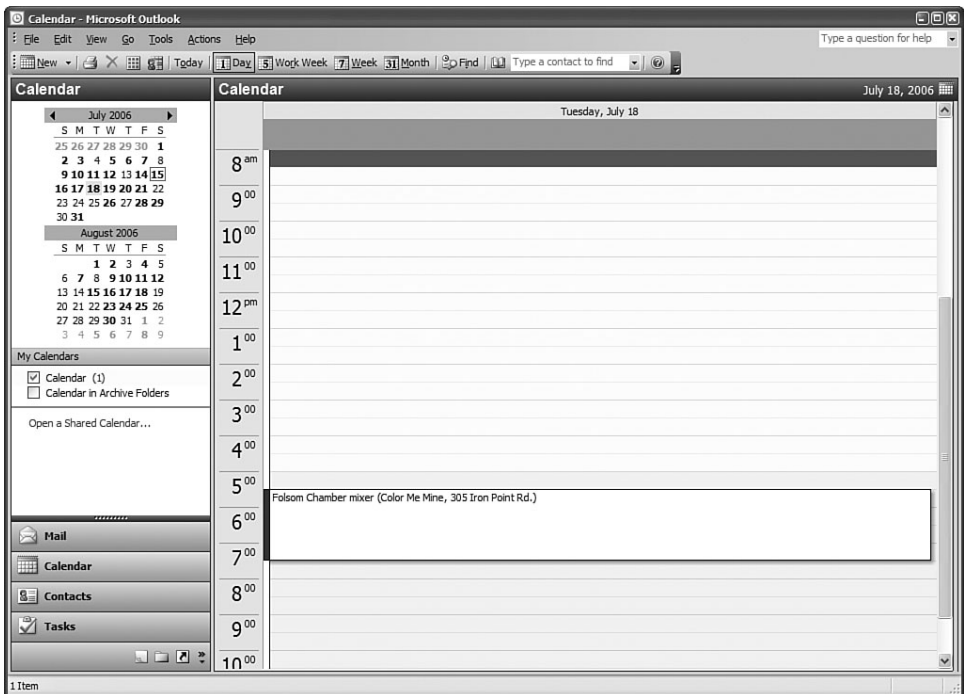 Calendar - Microsoft Outlook
File Edit View Go Tools Actions Help
Type a question for help
New Today 1 Day 5 Work Week 7 Week 31 Month Find Type a contact to find
Calendar
July 2006
S M T W T F S
25 26 27 28 29 30 1
2 3 4 5 6 7 8
9 10 11 12 13 14 15
16 17 18 19 20 21 22
23 24 25 26 27 28 29
30 31
August 2006
S M T W T F S
1 2 3 4 5
6 7 8 9 10 11 12
13 14 15 16 17 18 19
20 21 22 23 24 25 26
27 28 29 30 31 1 2
3 4 5 6 7 8 9
My Calendars
Calendar (1)
Calendar in Archive Folders
Open a Shared Calendar...
Mail
Calendar
Contacts
Tasks
Calendar July 18, 2006
Tuesday, July 18
8 am
9 00
10 00
11 00
12 pm
1 00
2 00
3 00
4 00
5 00
Folsom Chamber mixer (Color Me Mine, 305 Iron Point Rd.)
6 00
7 00
8 00
9 00
10 00
1 Item